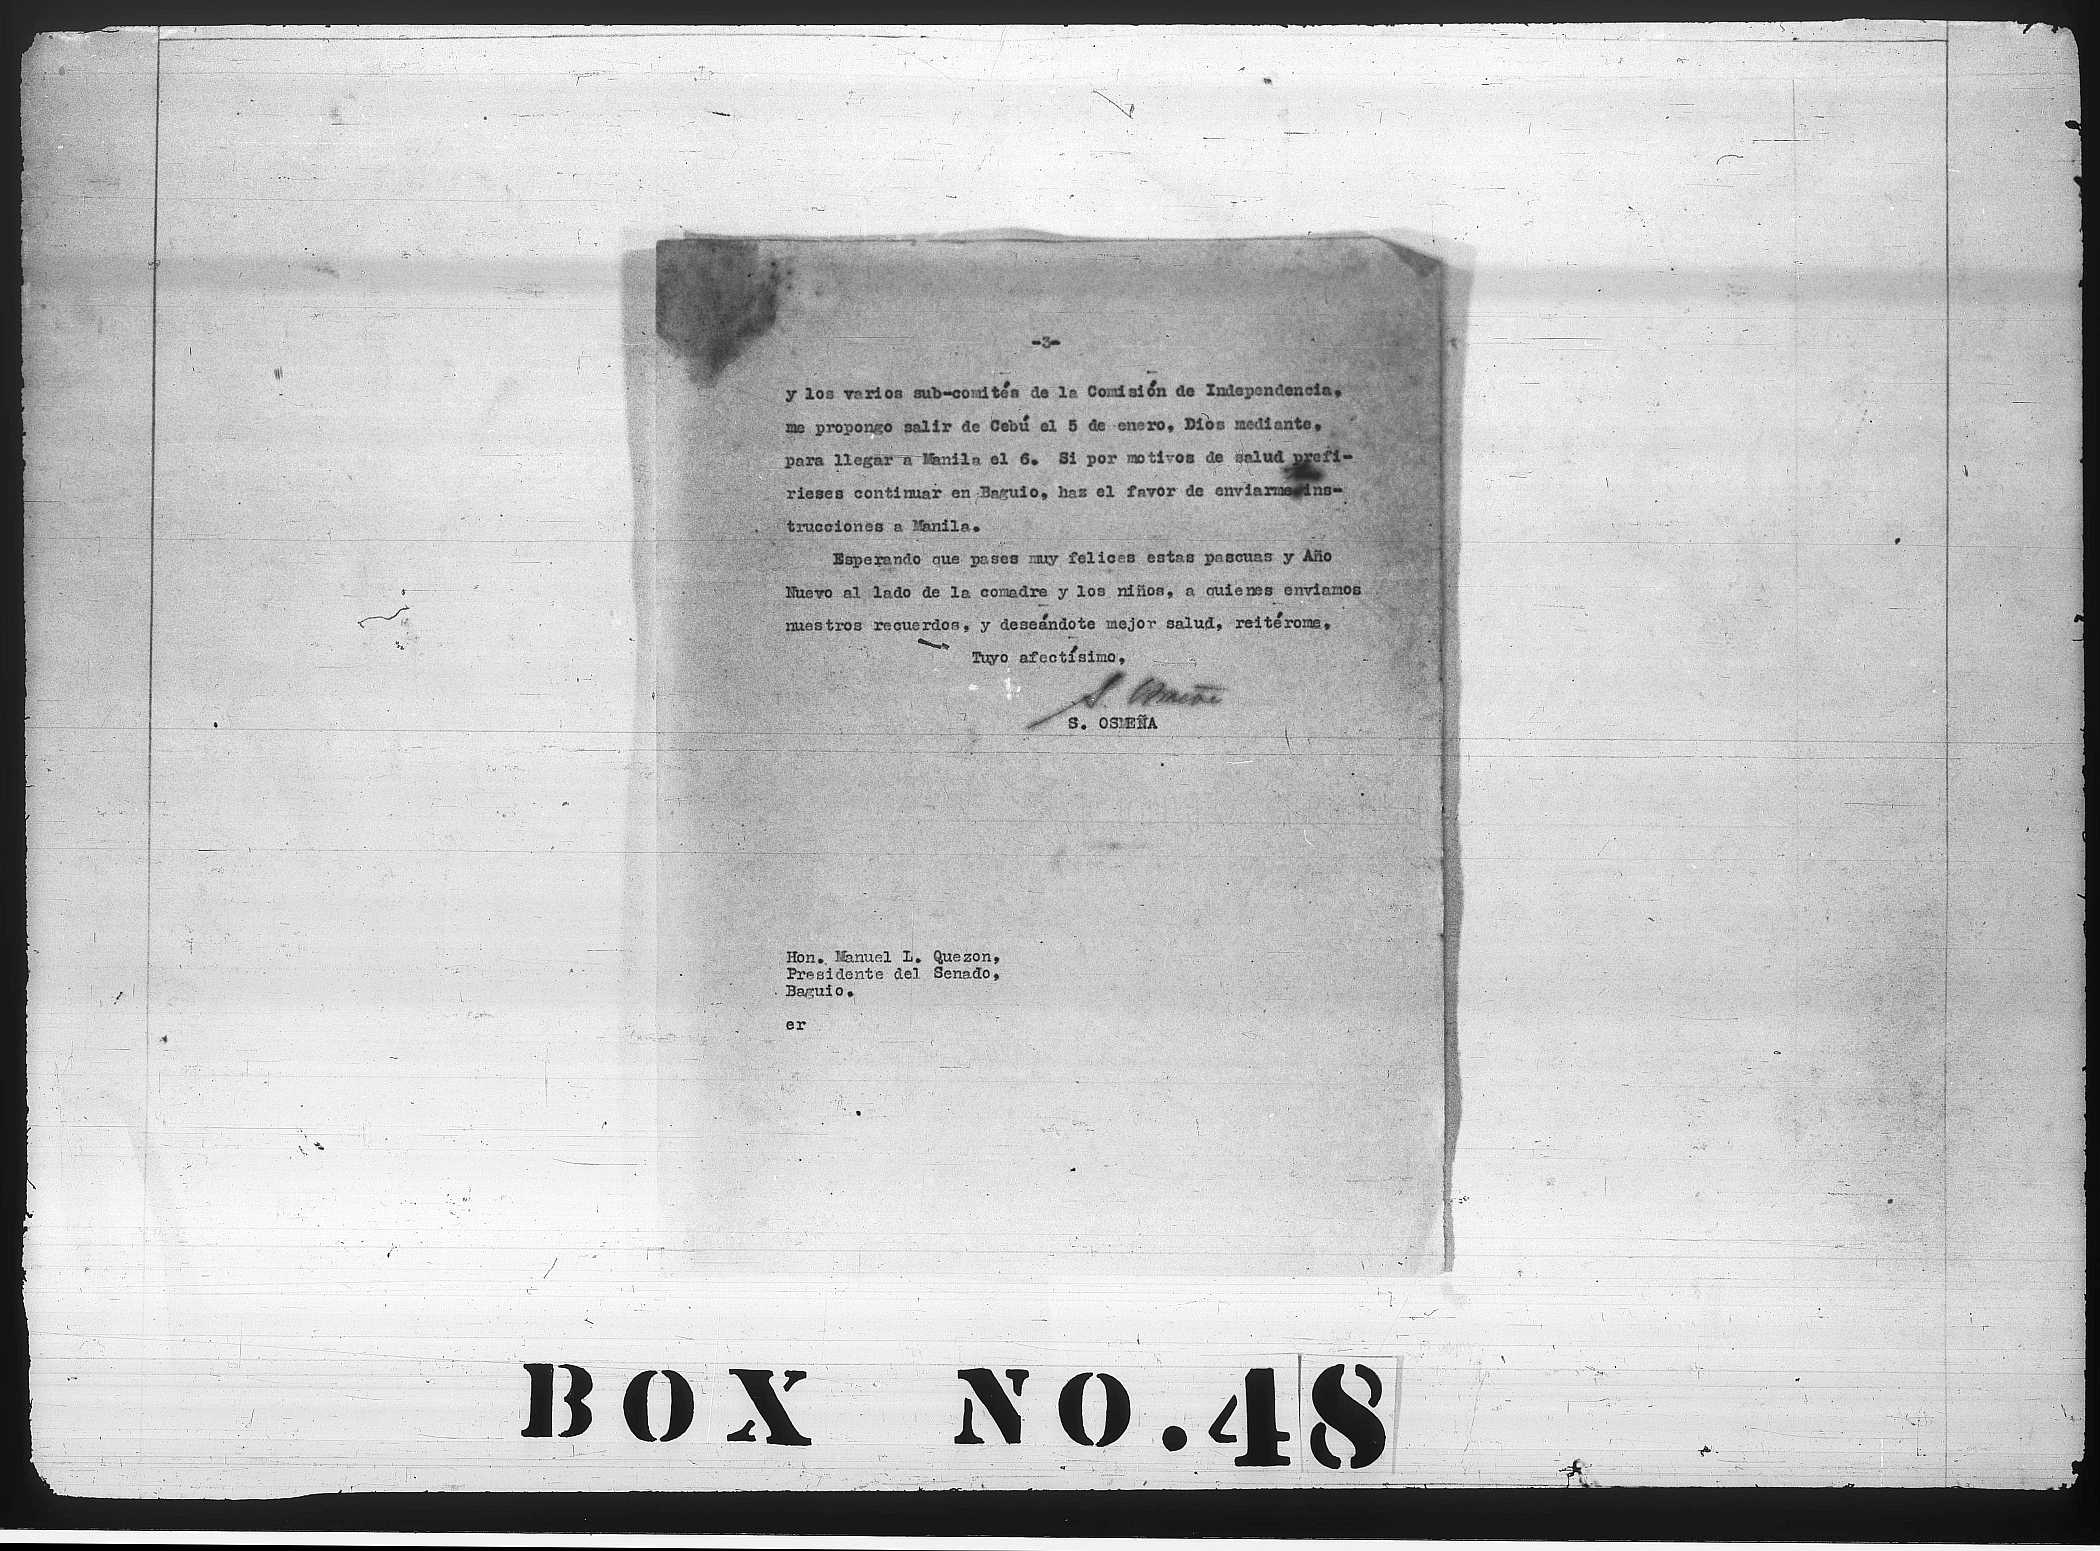 -3-
y los varios sub-comités de la Comisión de Independencia,
me propongo salir de Cebú el 5 de enero, Dios mediante,
para llegar a Manila el 6. Si por motivos de salud prefi-
rieses continuar en Baguio, haz el favor de enviarme ins-
trucciones a Manila.
Esperando que pases muy felices estas pascuas y Año
Nuevo al lado de la comadre y los niños, a quienes enviamos
nuestros recuerdos, y deseándote mejor salud, reitérome,
Tuyo afectísimo,
S. Osmeña
S. OSMEÑA
Hon. Manuel L. Quezon,
Presidente del Senado,
Baguio.
er
BOX NO. 48